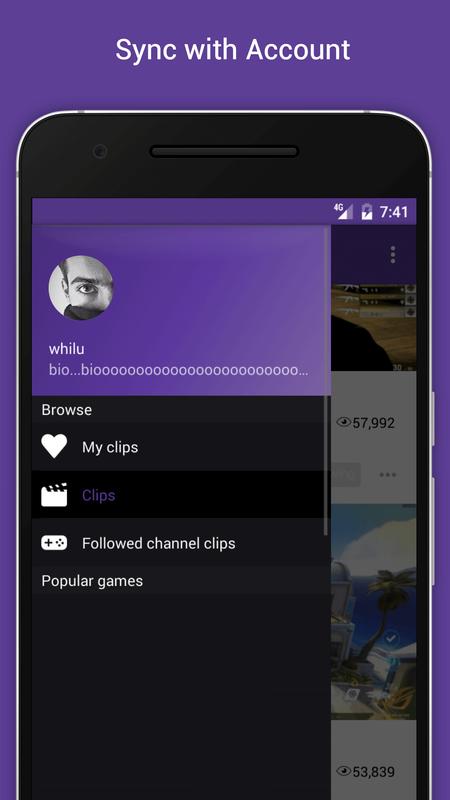 Sync with Account
4G 7:41
whilu
bio...bioooooooooooooooooooooooo...
30
57,992
Browse
My clips
Clips
Followed channel clips
Popular games
53,839